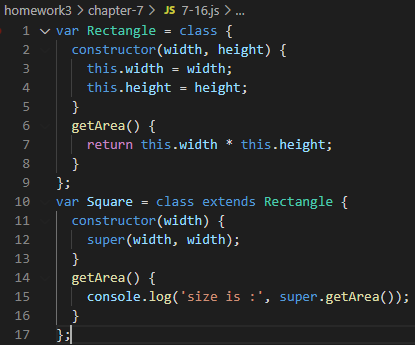 homework3 > chapter-7 > JS 7-16.js > ...
1 var Rectangle = class {
2   constructor(width, height) {
3     this.width = width;
4     this.height = height;
5   }
6   getArea() {
7     return this.width * this.height;
8   }
9 };
10 var Square = class extends Rectangle {
11   constructor(width) {
12     super(width, width);
13   }
14   getArea() {
15     console.log('size is :', super.getArea());
16   }
17 };